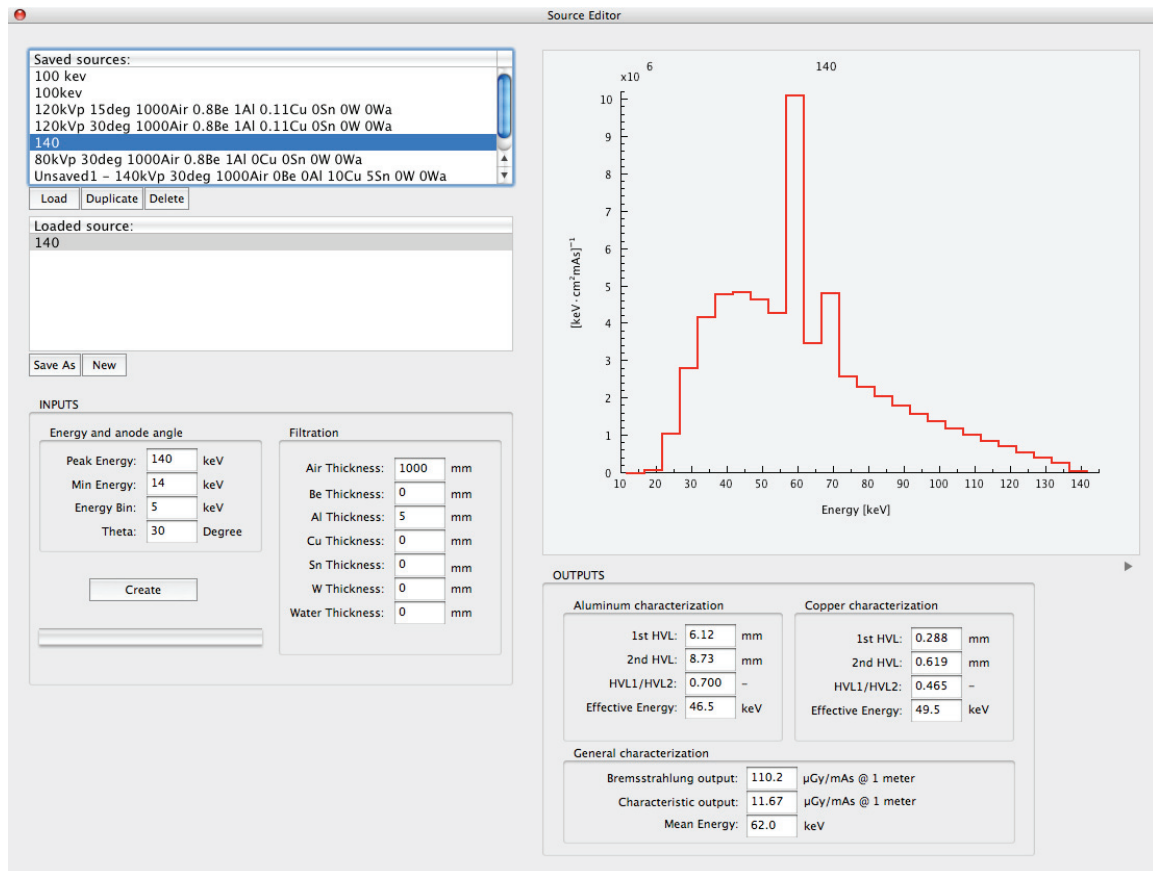 Source Editor
Saved sources:
100 kev
100kev
120kVp 15deg 1000Air 0.8Be 1Al 0.11Cu 0Sn 0W 0Wa
120kVp 30deg 1000Air 0.8Be 1Al 0.11Cu 0Sn 0W 0Wa
140
80kVp 30deg 1000Air 0.8Be 1Al 0Cu 0Sn 0W 0Wa
Unsaved1 - 140kVp 30deg 1000Air 0Be 0Al 10Cu 5Sn 0W 0Wa
Load Duplicate Delete
Loaded source:
140
Save As New
INPUTS
Energy and anode angle
Peak Energy: 140 keV
Min Energy: 14 keV
Energy Bin: 5 keV
Theta: 30 Degree
Create
Filtration
Air Thickness: 1000 mm
Be Thickness: 0 mm
Al Thickness: 5 mm
Cu Thickness: 0 mm
Sn Thickness: 0 mm
W Thickness: 0 mm
Water Thickness: 0 mm
x10 6
140
10
9
8
7
6
5
4
3
2
1
0
[keV·cm²mAs]⁻¹
10 20 30 40 50 60 70 80 90 100 110 120 130 140
Energy [keV]
OUTPUTS
Aluminum characterization
1st HVL: 6.12 mm
2nd HVL: 8.73 mm
HVL1/HVL2: 0.700 -
Effective Energy: 46.5 keV
Copper characterization
1st HVL: 0.288 mm
2nd HVL: 0.619 mm
HVL1/HVL2: 0.465 -
Effective Energy: 49.5 keV
General characterization
Bremsstrahlung output: 110.2 µGy/mAs @ 1 meter
Characteristic output: 11.67 µGy/mAs @ 1 meter
Mean Energy: 62.0 keV